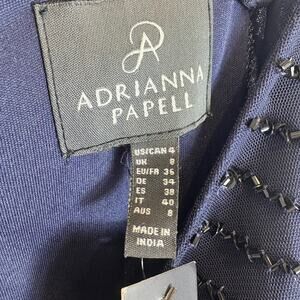 ADRIANNA
PAPELL
US/CAN 4
UK 8
EU/FR 36
DE 34
ES 38
IT 40
AUS 8
MADE IN
INDIA